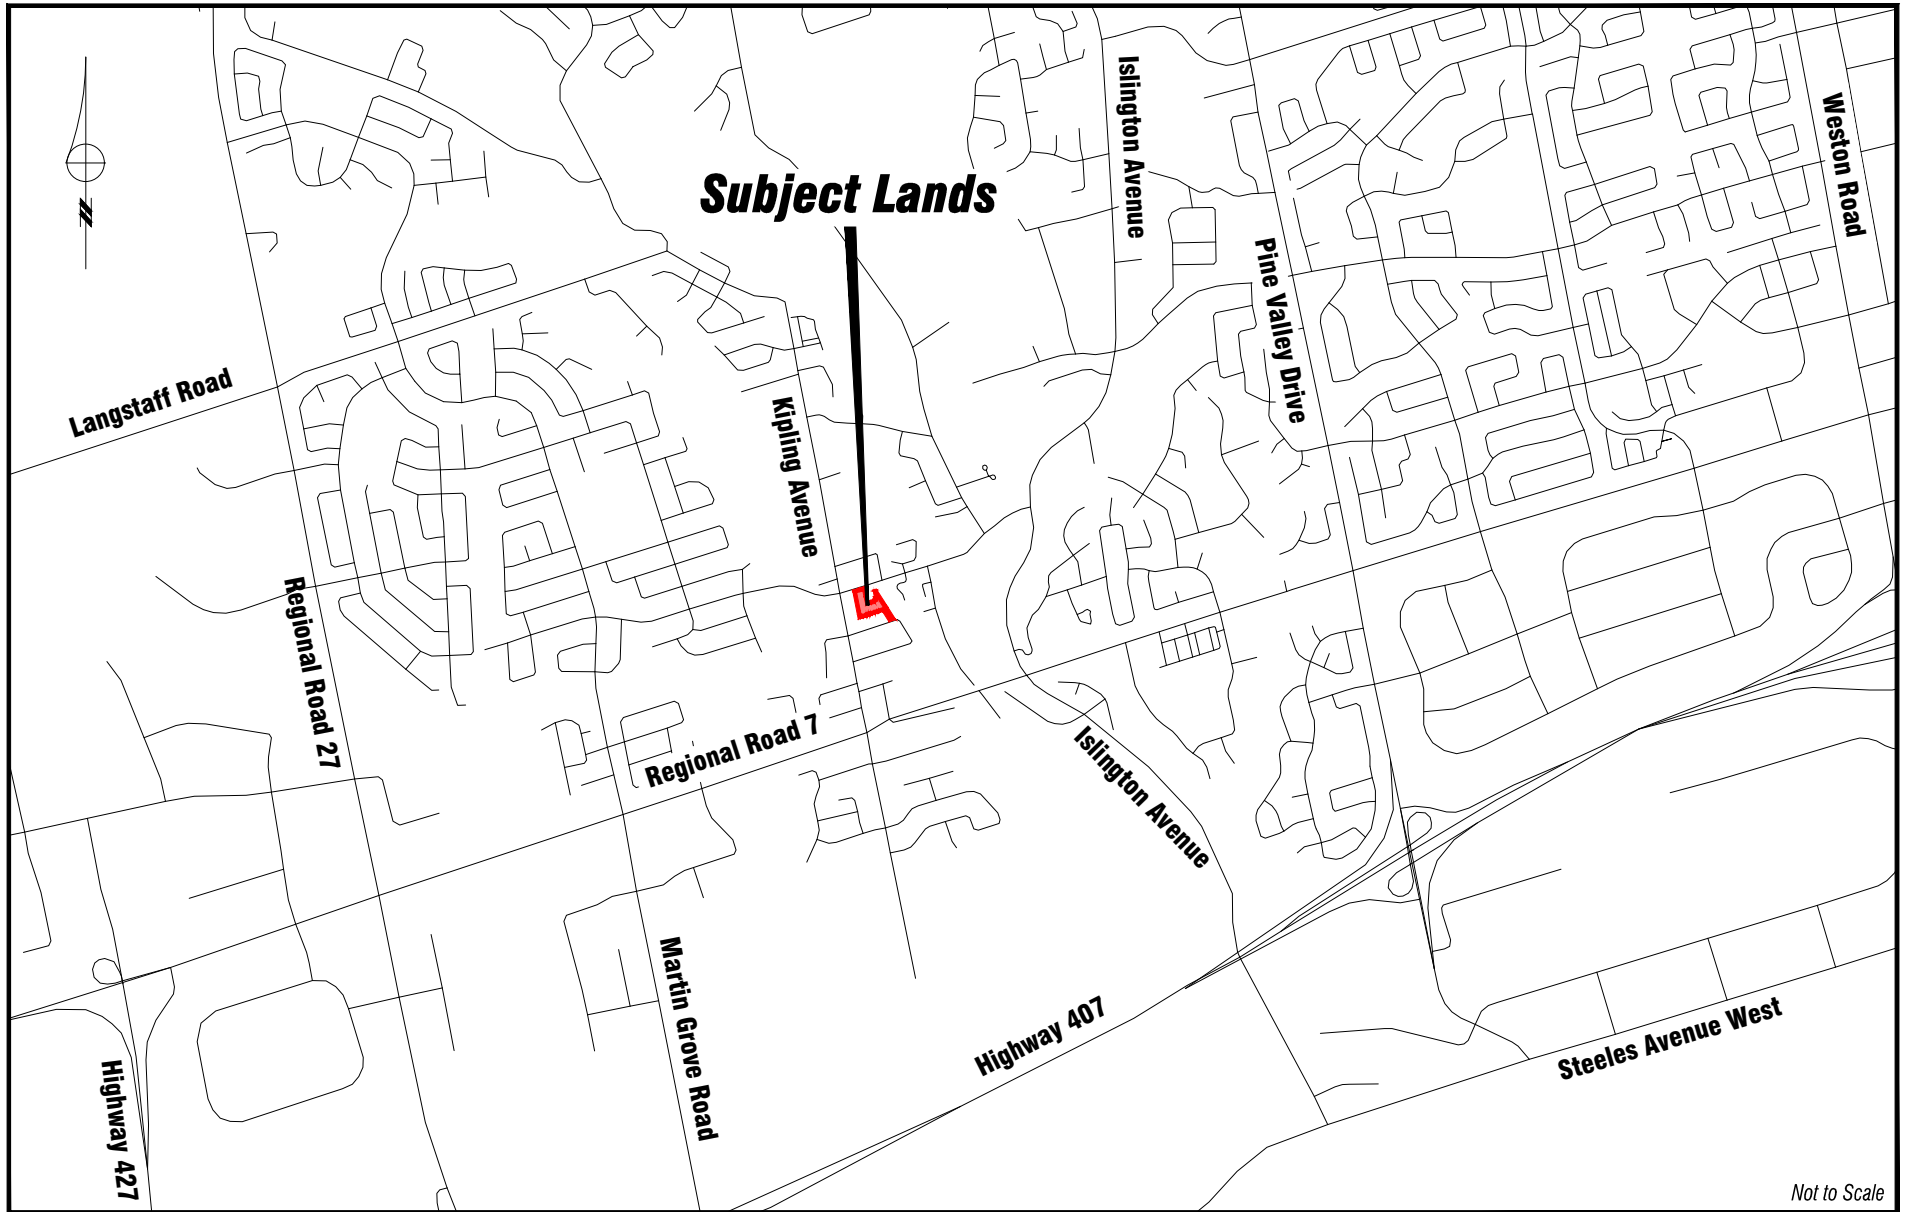 Islington Avenue
Weston Road
Subject Lands
Pine Valley Drive
Langstaff Road
Kipling Avenue
Regional Road 27
Regional Road 7
Islington Avenue
Martin Grove Road
Highway 407
Steeles Avenue West
Highway 427
Not to Scale